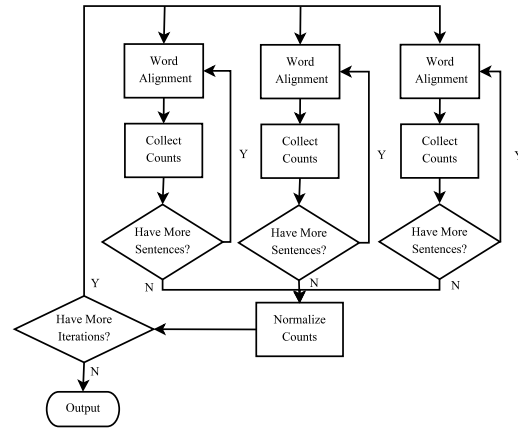 Word
Alignment
Word
Alignment
Word
Alignment
Collect
Counts
Y
Collect
Counts
Y
Collect
Counts
Y
Have More
Sentences?
Have More
Sentences?
Have More
Sentences?
N
N
N
Y
Have More
Iterations?
Normalize
Counts
N
Output